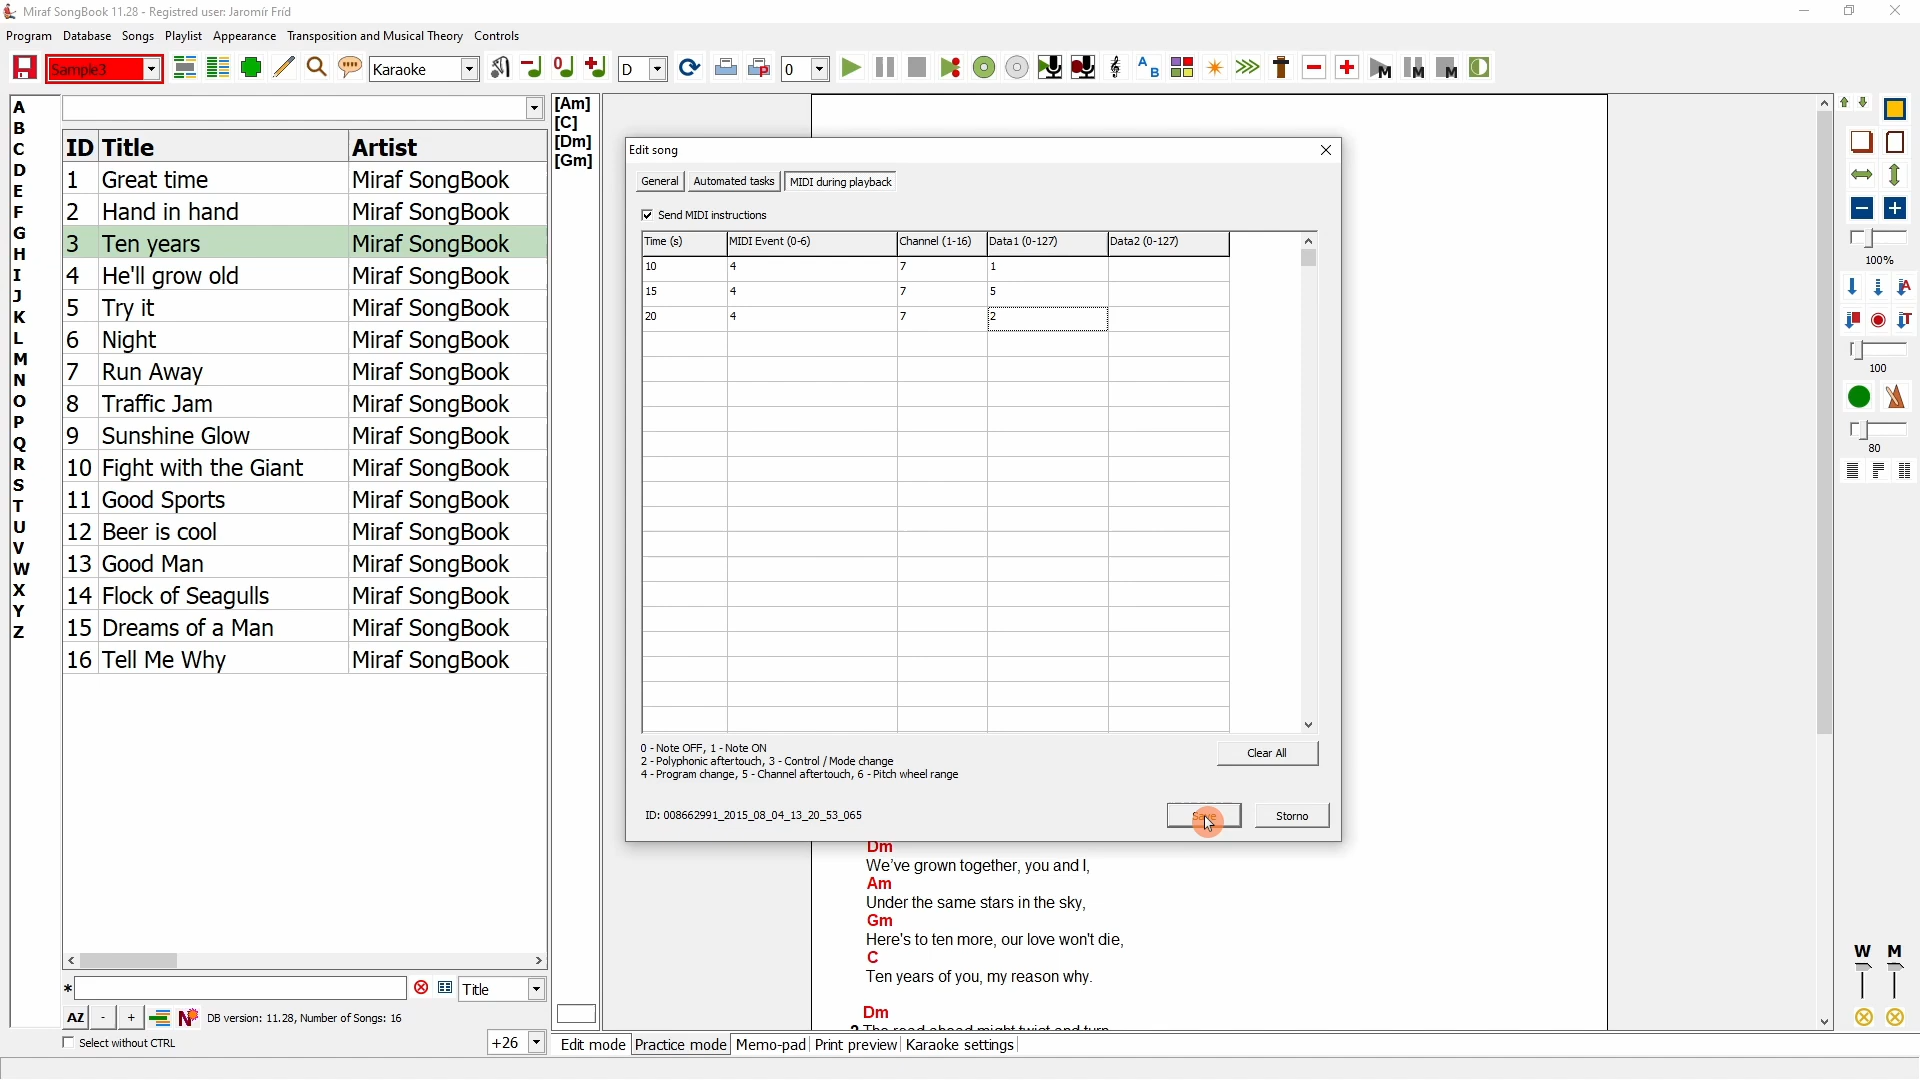 Miraf SongBook 11.28 - Registred user: Jaromír Fríd
Program Database Songs Playlist Appearance Transposition and Musical Theory Controls
Sample3 Karaoke D 0
A
B
C
D
E
F
G
H
I
J
K
L
M
N
O
P
Q
R
S
T
U
V
W
X
Y
Z
ID Title Artist
1 Great time Miraf SongBook
2 Hand in hand Miraf SongBook
3 Ten years Miraf SongBook
4 He'll grow old Miraf SongBook
5 Try it Miraf SongBook
6 Night Miraf SongBook
7 Run Away Miraf SongBook
8 Traffic Jam Miraf SongBook
9 Sunshine Glow Miraf SongBook
10 Fight with the Giant Miraf SongBook
11 Good Sports Miraf SongBook
12 Beer is cool Miraf SongBook
13 Good Man Miraf SongBook
14 Flock of Seagulls Miraf SongBook
15 Dreams of a Man Miraf SongBook
16 Tell Me Why Miraf SongBook
* Title
AZ - + N DB version: 11.28, Number of Songs: 16
Select without CTRL
+26
[Am]
[C]
[Dm]
[Gm]
Edit song
General Automated tasks MIDI during playback
Send MIDI instructions
Time (s) MIDI Event (0-6) Channel (1-16) Data1 (0-127) Data2 (0-127)
10 4 7 1
15 4 7 5
20 4 7 2
0 - Note OFF, 1 - Note ON
2 - Polyphonic aftertouch, 3 - Control / Mode change
4 - Program change, 5 - Channel aftertouch, 6 - Pitch wheel range
Clear All
ID: 008662991_2015_08_04_13_20_53_065
Save Storno
Dm
We've grown together, you and I,
Am
Under the same stars in the sky,
Gm
Here's to ten more, our love won't die,
C
Ten years of you, my reason why.
Dm
Edit mode Practice mode Memo-pad Print preview Karaoke settings
100%
100
80
W M